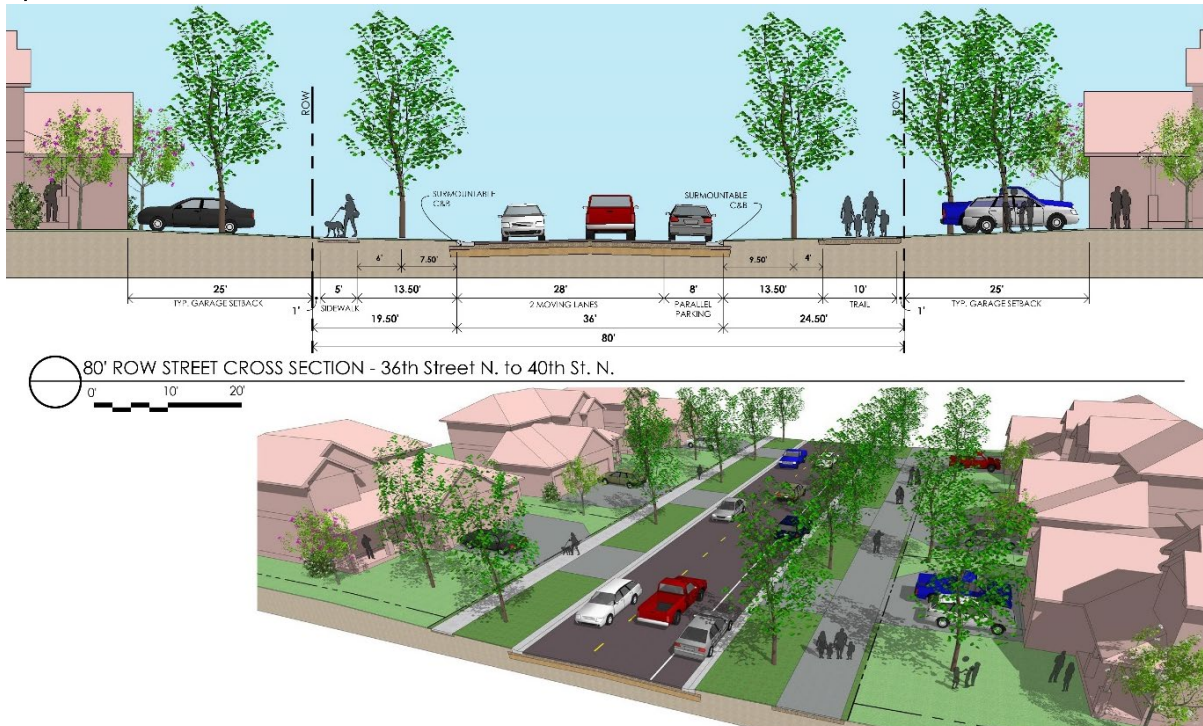 ROW
ROW
SURMOUNTABLE
C&B
SURMOUNTABLE
C&B
6'
7.50'
9.50'
4'
25'
5'
13.50'
28'
8'
13.50'
10'
25'
TYP. GARAGE SETBACK
1'
SIDEWALK
2 MOVING LANES
PARALLEL
PARKING
TRAIL
1'
TYP. GARAGE SETBACK
19.50'
36'
24.50'
80'
80' ROW STREET CROSS SECTION - 36th Street N. to 40th St. N.
0'
10'
20'